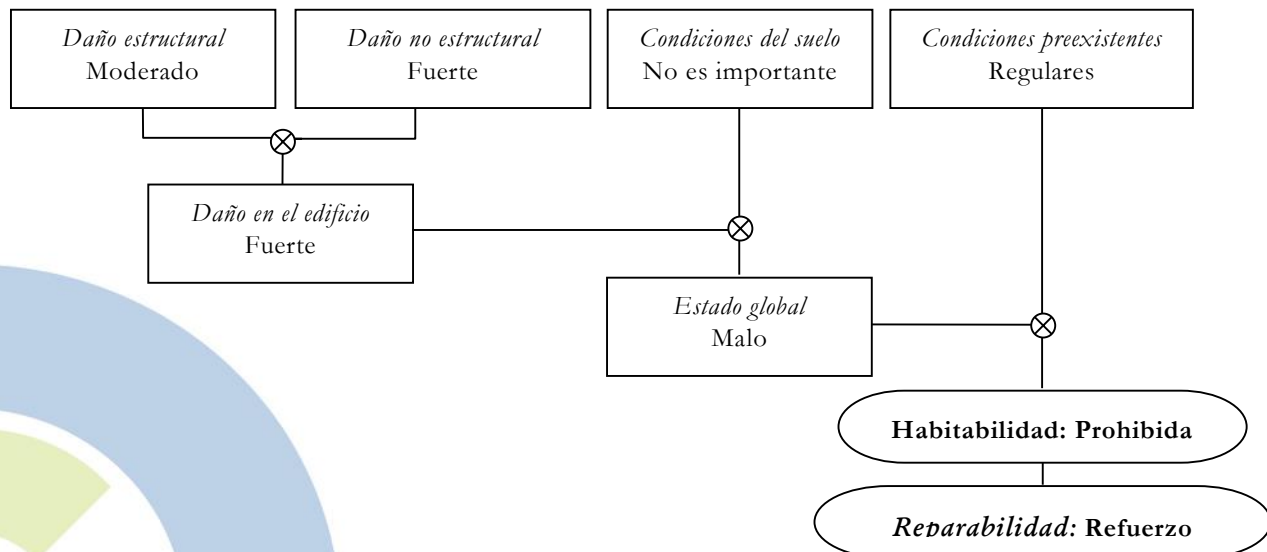 Daño estructural
Moderado
Daño no estructural
Fuerte
Condiciones del suelo
No es importante
Condiciones preexistentes
Regulares
Daño en el edificio
Fuerte
Estado global
Malo
Habitabilidad: Prohibida
Reparabilidad: Refuerzo